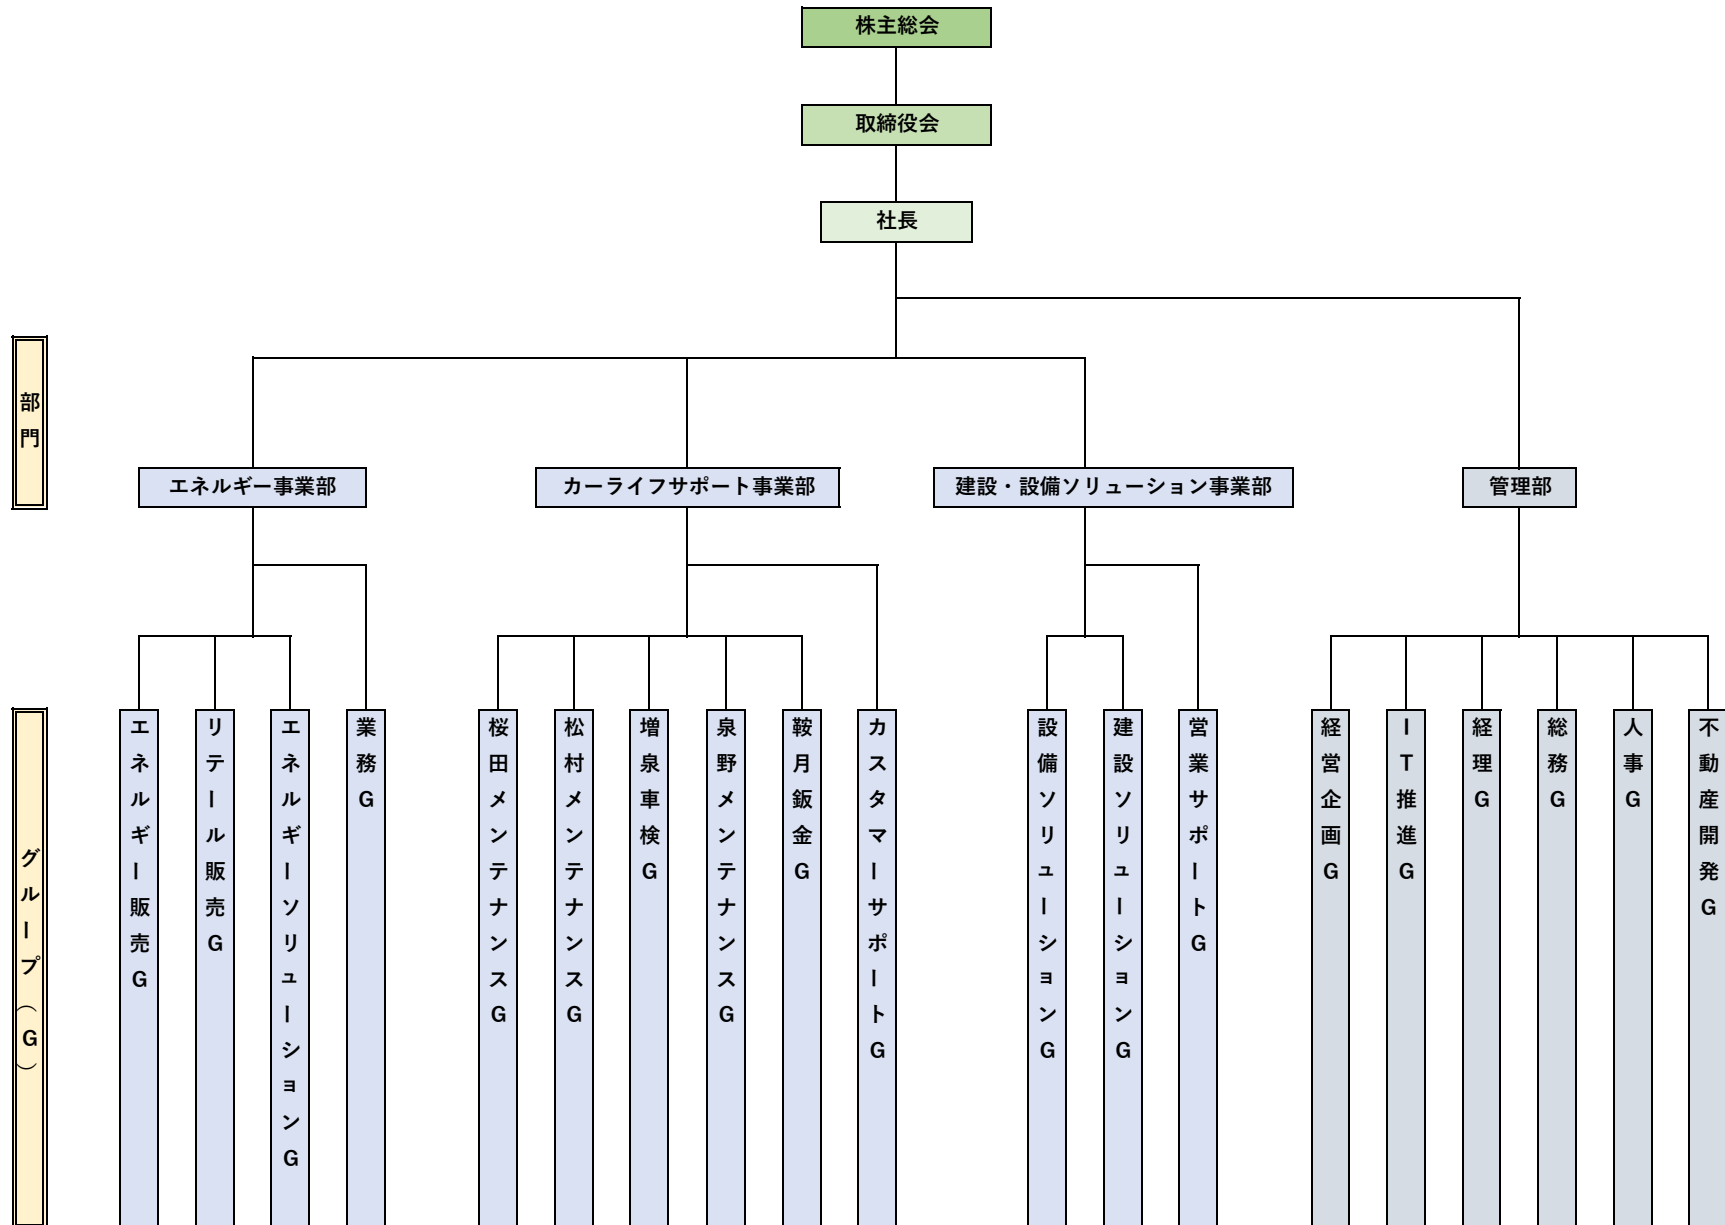 株主総会
取締役会
社長
部門
エネルギー事業部
カーライフサポート事業部
建設・設備ソリューション事業部
管理部
グループ（G）
エネルギー販売G
リテール販売G
エネルギーソリューションG
業務G
桜田メンテナンスG
松村メンテナンスG
増泉車検G
泉野メンテナンスG
鞍月鈑金G
カスタマーサポートG
設備ソリューションG
建設ソリューションG
営業サポートG
経営企画G
IT推進G
経理G
総務G
人事G
不動産開発G